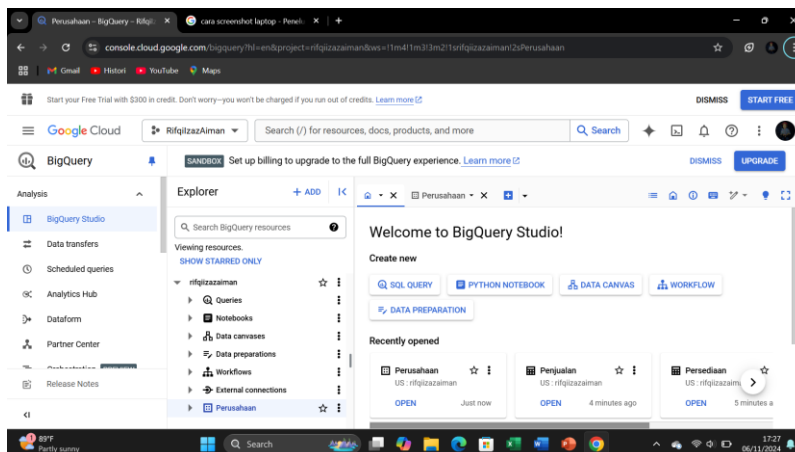 Perusahaan – BigQuery – Rifqi
cara screenshot laptop - Penelu
console.cloud.google.com/bigquery?hl=en&project=rifqiizazaiman&ws=!1m4!1m3!3m2!1srifqiizazaiman!2sPerusahaan
Gmail
Histori
YouTube
Maps
Start your Free Trial with $300 in credit. Don't worry—you won't be charged if you run out of credits. Learn more
DISMISS
START FREE
Google Cloud
RifqiIzazAiman
Search (/) for resources, docs, products, and more
Search
BigQuery
SANDBOX Set up billing to upgrade to the full BigQuery experience. Learn more
DISMISS
UPGRADE
Analysis
BigQuery Studio
Data transfers
Scheduled queries
Analytics Hub
Dataform
Partner Center
Release Notes
Explorer
+ ADD
Search BigQuery resources
Viewing resources.
SHOW STARRED ONLY
rifqiizazaiman
Queries
Notebooks
Data canvases
Data preparations
Workflows
External connections
Perusahaan
Perusahaan
Welcome to BigQuery Studio!
Create new
SQL QUERY
PYTHON NOTEBOOK
DATA CANVAS
WORKFLOW
DATA PREPARATION
Recently opened
Perusahaan
US : rifqiizazaiman
OPEN
Just now
Penjualan
US : rifqiizazaiman
OPEN
4 minutes ago
Persediaan
US : rifqiizazaim
OPEN
5 minutes a
89°F
Partly sunny
Search
17:27
06/11/2024